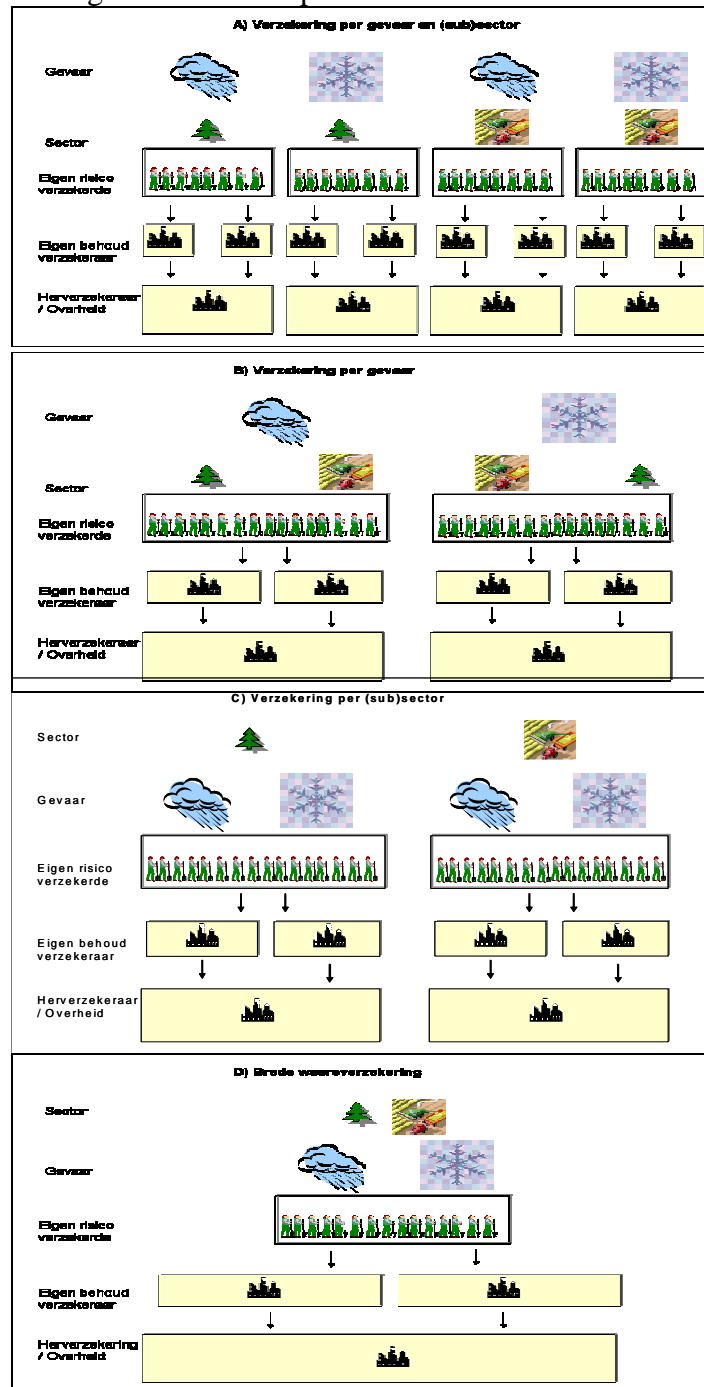 A) Verzekering per gevaar en (sub)sector
Gevaar
Sector
Eigen risico
verzekerde
Eigen behoud
verzekeraar
Herverzekeraar
/ Overheid
B) Verzekering per gevaar
Gevaar
Sector
Eigen risico
verzekerde
Eigen behoud
verzekeraar
Herverzekeraar
/ Overheid
C) Verzekering per (sub)sector
Sector
Gevaar
Eigen risico
verzekerde
Eigen behoud
verzekeraar
Herverzekeraar
/ Overheid
D) Brede weersverzekering
Sector
Gevaar
Eigen risico
verzekerde
Eigen behoud
verzekeraar
Herverzekering
/ Overheid